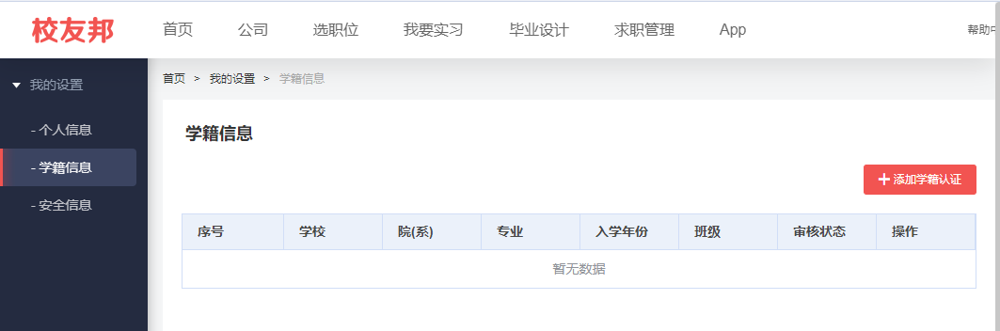 校友邦 首页 公司 选职位 我要实习 毕业设计 求职管理 App 帮助
我的设置
- 个人信息
- 学籍信息
- 安全信息
首页 > 我的设置 > 学籍信息
学籍信息
添加学籍认证
序号 学校 院(系) 专业 入学年份 班级 审核状态 操作
暂无数据